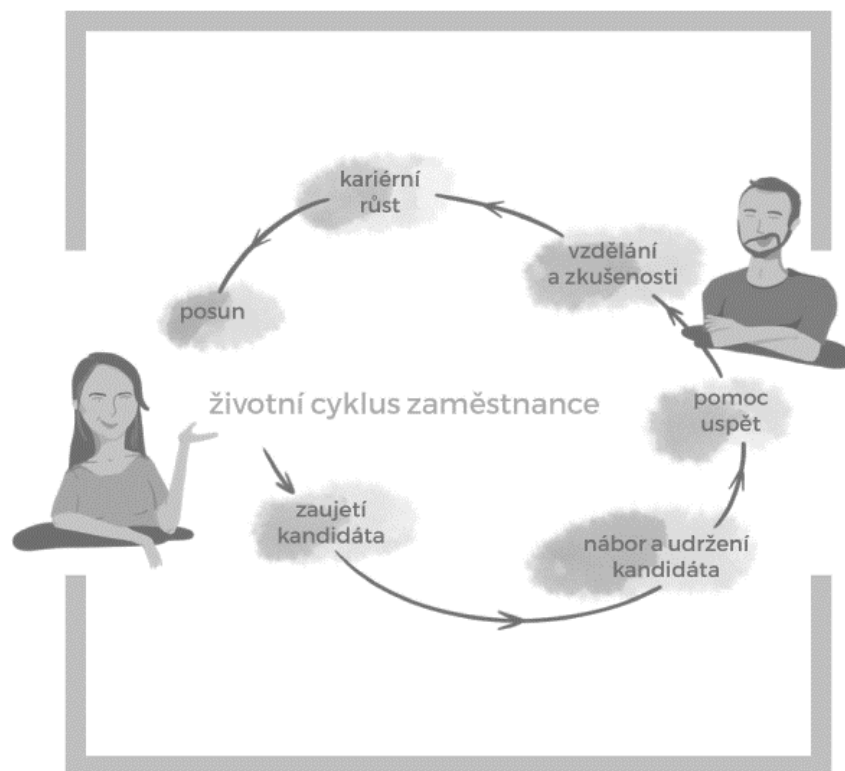 kariérní
růst
vzdělání
a zkušenosti
posun
pomoc
uspět
životní cyklus zaměstnance
zaujetí
kandidáta
nábor a udržení
kandidáta